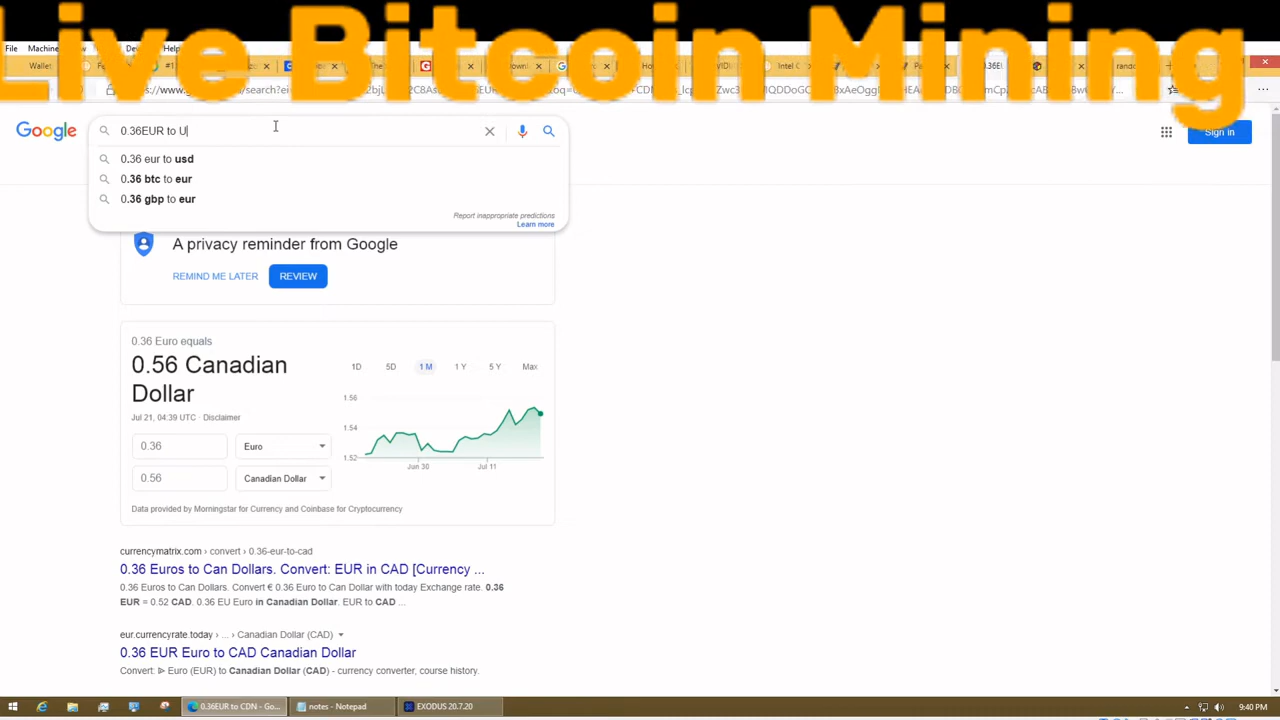 Live Bitcoin Mining
File Machine Help
Wallet
/www.
/search?ei
Sign in
Google
0.36EUR to U
0.36 eur to usd
0.36 btc to eur
0.36 gbp to eur
Report inappropriate predictions
Learn more
A privacy reminder from Google
REMIND ME LATER REVIEW
0.36 Euro equals
0.56 Canadian
Dollar
Jul 21, 04:39 UTC · Disclaimer
0.36 Euro
0.56 Canadian Dollar
1D 5D 1M 1Y 5Y Max
1.56
1.54
1.52
Jun 30 Jul 11
Data provided by Morningstar for Currency and Coinbase for Cryptocurrency
currencymatrix.com › convert › 0.36-eur-to-cad
0.36 Euros to Can Dollars. Convert: EUR in CAD [Currency ...
0.36 Euros to Can Dollars. Convert € 0.36 Euro to Can Dollar with today Exchange rate. 0.36
EUR = 0.52 CAD. 0.36 EU Euro in Canadian Dollar. EUR to CAD ...
eur.currencyrate.today › ... › Canadian Dollar (CAD)
0.36 EUR Euro to CAD Canadian Dollar
Convert: ⊳ Euro (EUR) to Canadian Dollar (CAD) - currency converter, course history.
0.36EUR to CDN - Go... notes - Notepad EXODUS 20.7.20 9:40 PM